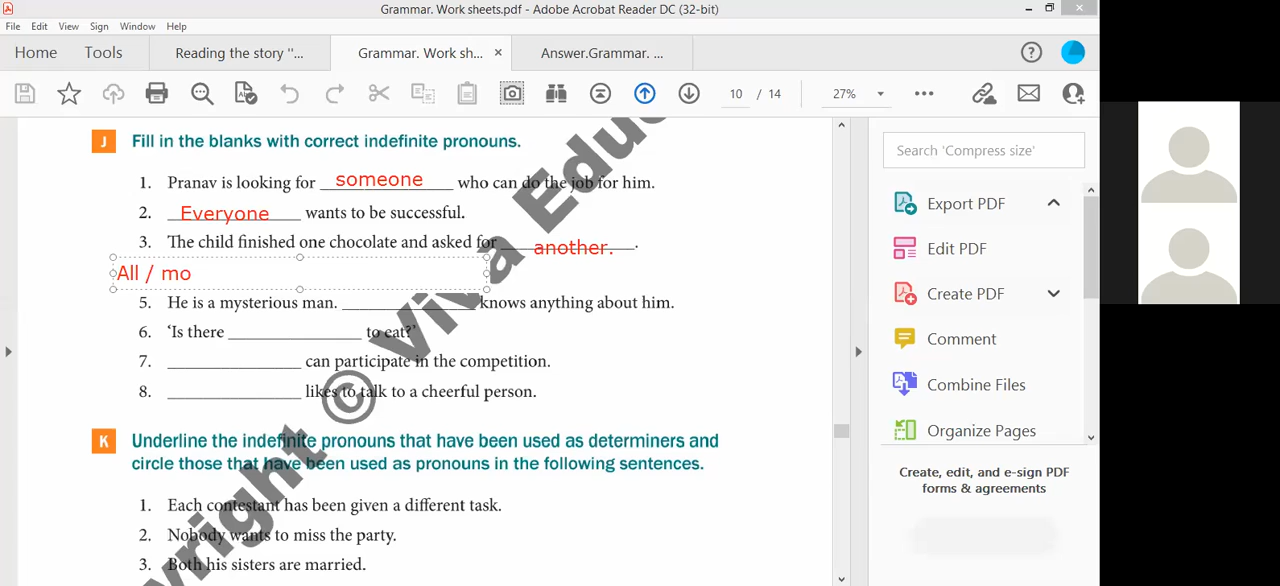 Grammar. Work sheets.pdf - Adobe Acrobat Reader DC (32-bit)
File Edit View Sign Window Help
Home Tools Reading the story "... Grammar. Work sh... × Answer.Grammar. ...
10 / 14 27%
J Fill in the blanks with correct indefinite pronouns.
1. Pranav is looking for someone who can do the job for him.
2. Everyone wants to be successful.
3. The child finished one chocolate and asked for another.
All / mo
5. He is a mysterious man. ______ knows anything about him.
6. 'Is there ______ to eat?'
7. ______ can participate in the competition.
8. ______ likes to talk to a cheerful person.
K Underline the indefinite pronouns that have been used as determiners and
circle those that have been used as pronouns in the following sentences.
1. Each contestant has been given a different task.
2. Nobody wants to miss the party.
3. Both his sisters are married.
Search 'Compress size'
Export PDF
Edit PDF
Create PDF
Comment
Combine Files
Organize Pages
Create, edit, and e-sign PDF
forms & agreements
yright © Viva Educ